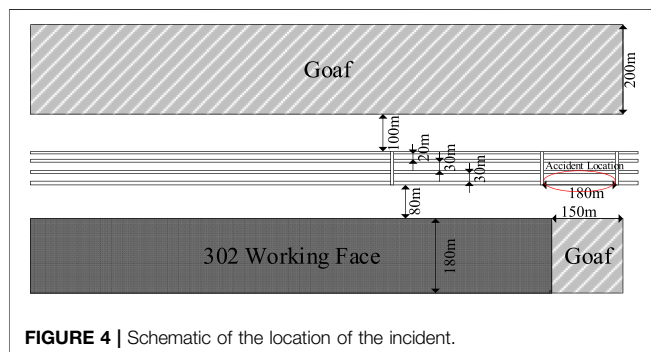 Goaf
200m
100m
20m
30m
30m
Accident Location
180m
80m
150m
302 Working Face
180m
Goaf
FIGURE 4 | Schematic of the location of the incident.